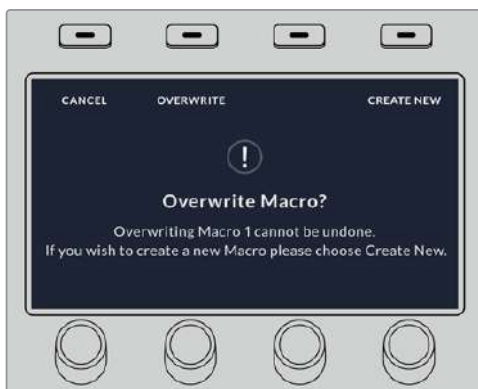 CANCEL OVERWRITE CREATE NEW
Overwrite Macro?
Overwriting Macro 1 cannot be undone.
If you wish to create a new Macro please choose Create New.